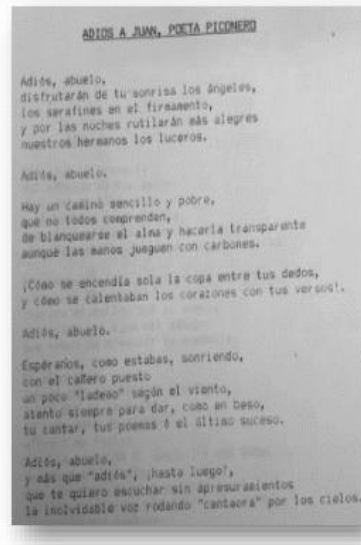 ADIOS A JUAN, POETA PICONERO
Adiós, abuelo,
disfrutarán de tu sonrisa los ángeles,
los serafines en el firmamento,
y por las noches rutilarán más alegres
nuestros hermanos los luceros.
Adiós, abuelo.
Hay un camino sencillo y pobre,
que no todos comprenden,
de blanquearse el alma y hacerla transparente
aunque las manos jueguen con carbones.
¡Cómo se encendía sola la copa entre tus dedos,
y cómo se calentaban los corazones con tus versos!.
Adiós, abuelo.
Espéranos, como estabas, sonriendo,
con el puesto
un poco "ladeao" según el viento,
atento siempre para dar, como en beso,
tu cantar, tus poemas ó el último suceso.
Adiós, abuelo,
y más que "adiós", ¡hasta luego!,
que te quiero escuchar sin apresuramientos
la inolvidable voz rodando "cantaora" por los cielos.